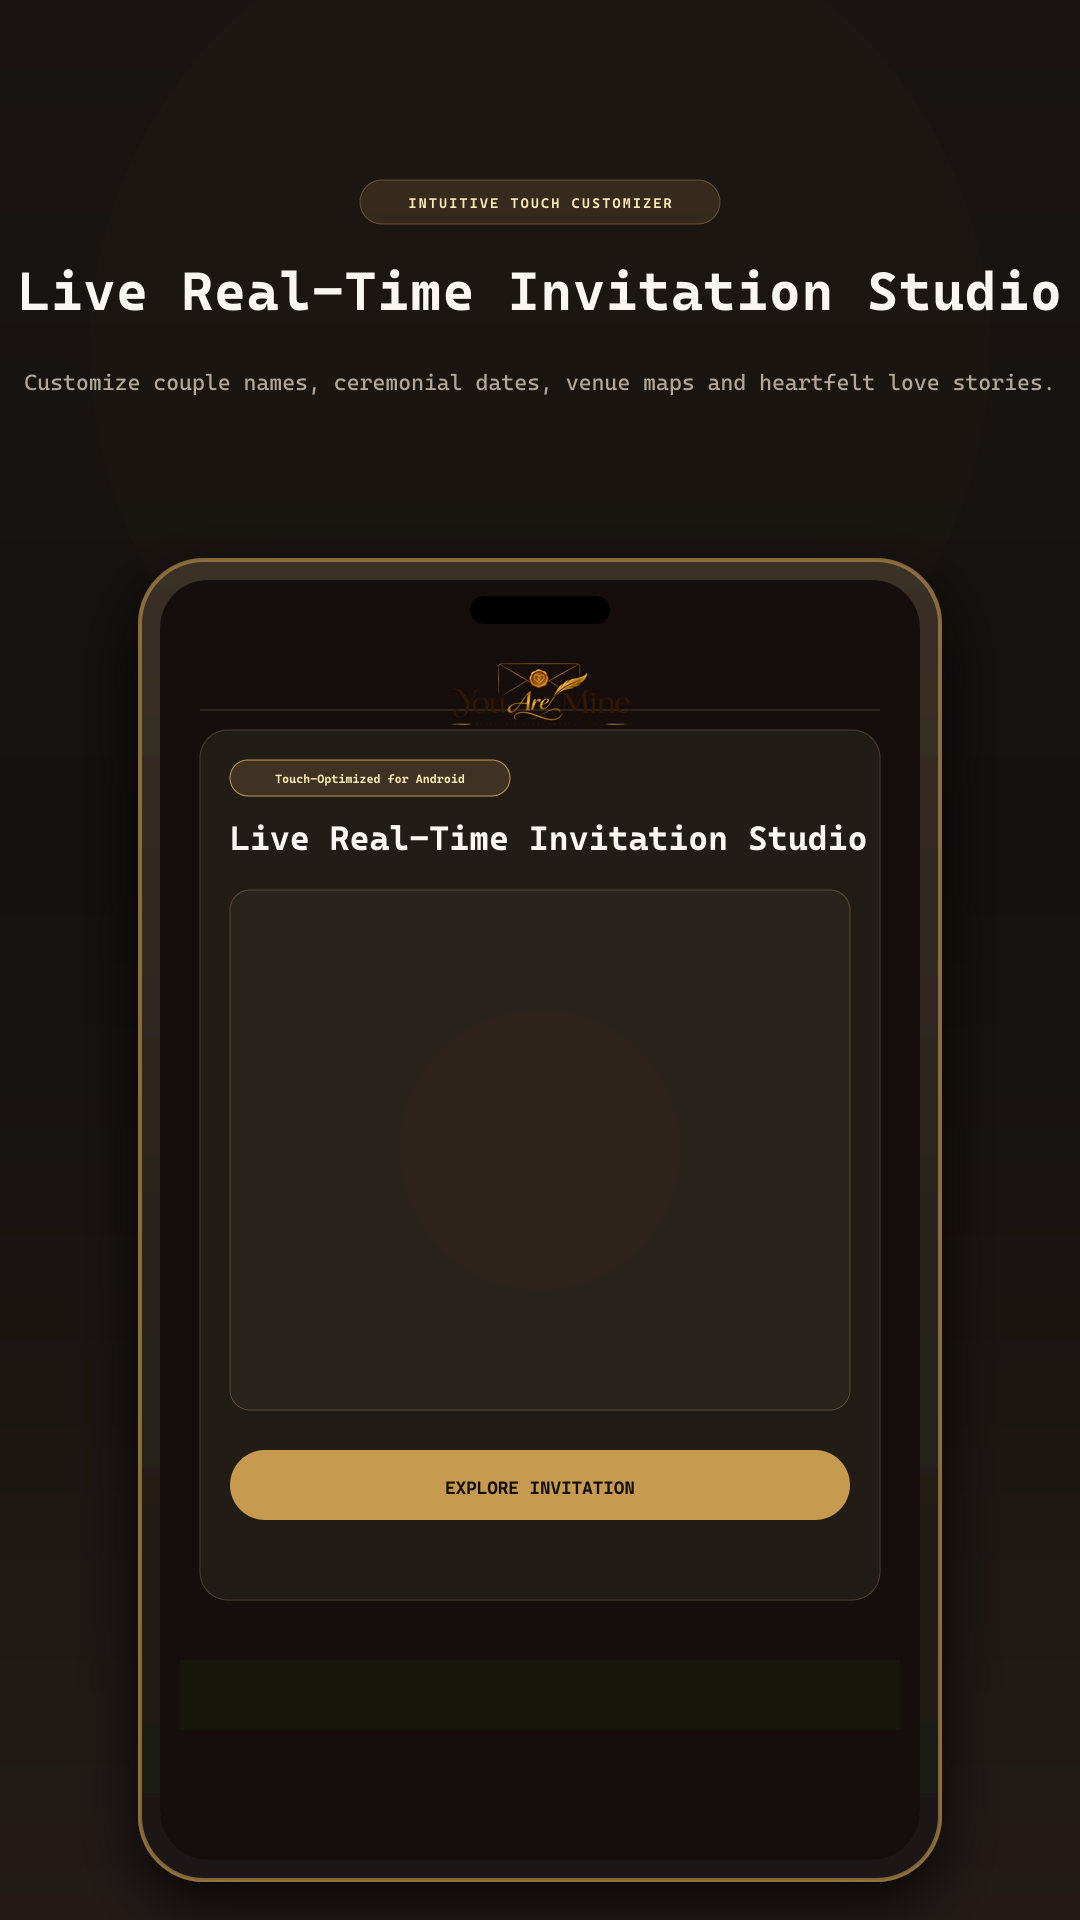 INTUITIVE TOUCH CUSTOMIZER
Live Real-Time Invitation Studio
Customize couple names, ceremonial dates, venue maps and heartfelt love stories.
You Are Mine
Touch-Optimized for Android
Live Real-Time Invitation Studio
EXPLORE INVITATION